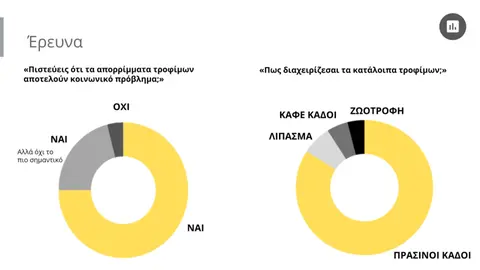 Έρευνα
«Πιστεύεις ότι τα απορρίμματα τροφίμων
αποτελούν κοινωνικό πρόβλημα;»
ΟΧΙ
ΝΑΙ
Αλλά όχι το
πιο σημαντικό
ΝΑΙ
«Πως διαχειρίζεσαι τα κατάλοιπα τροφίμων;»
ΖΩΟΤΡΟΦΗ
ΚΑΦΕ ΚΑΔΟΙ
ΛΙΠΑΣΜΑ
ΠΡΑΣΙΝΟΙ ΚΑΔΟΙ